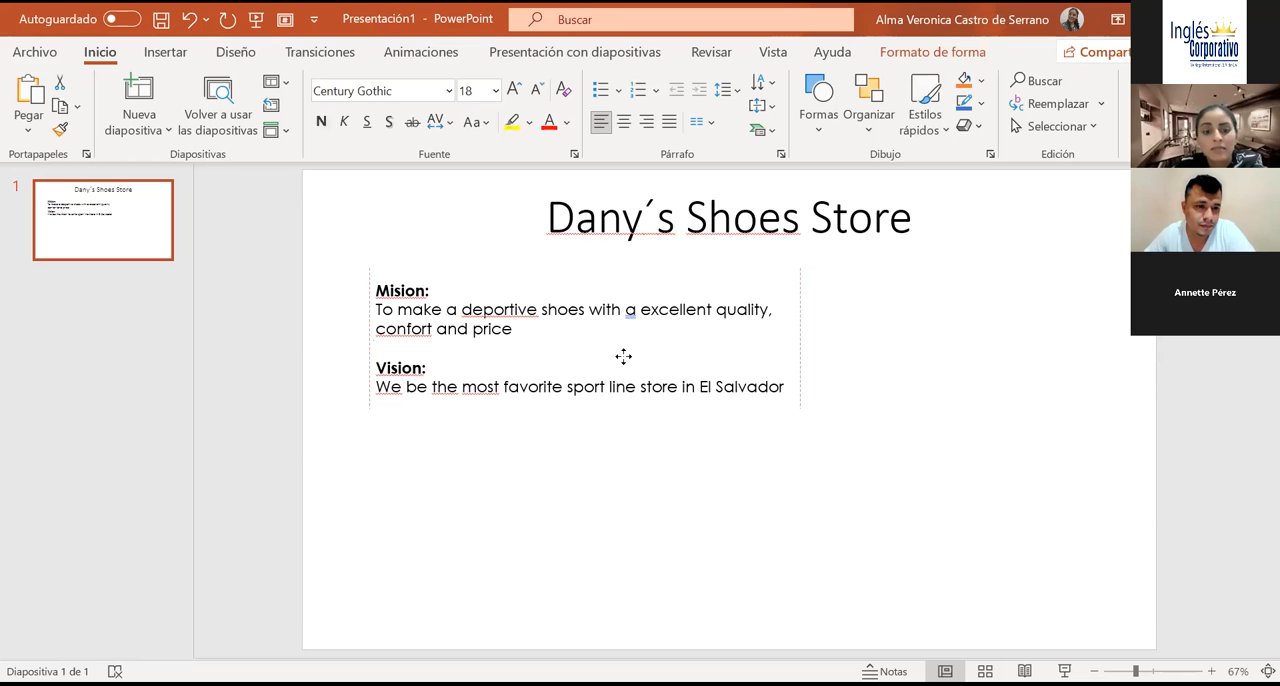 Autoguardado
Presentación1 - PowerPoint
Buscar
Alma Veronica Castro de Serrano
Archivo
Inicio
Insertar
Diseño
Transiciones
Animaciones
Presentación con diapositivas
Revisar
Vista
Ayuda
Formato de forma
Compart
Pegar
Nueva diapositiva
Volver a usar las diapositivas
Century Gothic
18
N K S S ab AV Aa A
Formas
Organizar
Estilos rápidos
Buscar
Reemplazar
Seleccionar
Portapapeles
Diapositivas
Fuente
Párrafo
Dibujo
Edición
Inglés
Corporativo
Annette Pérez
1
Dany´s Shoes Store
Mision:
To make a deportive shoes with a excellent quality,
confort and price
Vision:
We be the most favorite sport line store in El Salvador
Diapositiva 1 de 1
Notas
67%